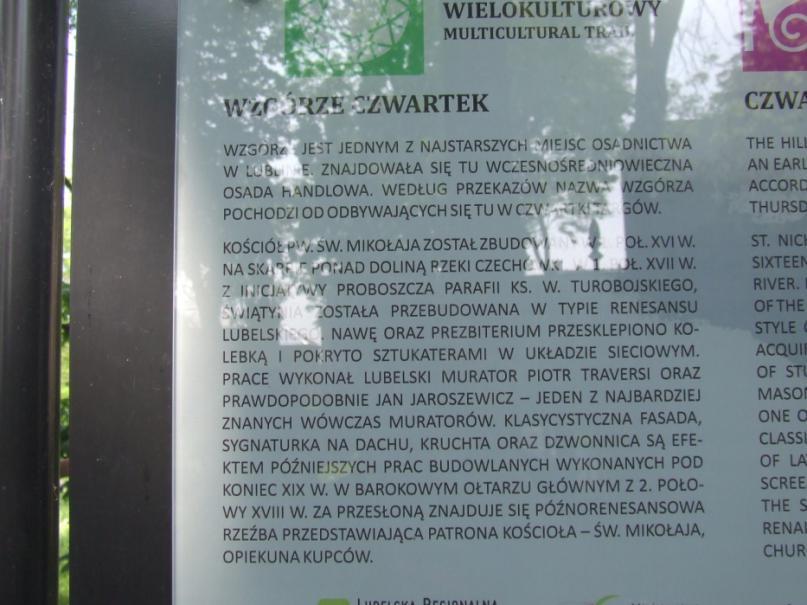 WIELOKULTUROWY
MULTICULTURAL TRAIL
WZGÓRZE CZWARTEK
WZGÓRZE JEST JEDNYM Z NAJSTARSZYCH MIEJSC OSADNICTWA
W LUBLINIE. ZNAJDOWAŁA SIĘ TU WCZESNOŚREDNIOWIECZNA
OSADA HANDLOWA. WEDŁUG PRZEKAZÓW NAZWA WZGÓRZA
POCHODZI OD ODBYWAJĄCYCH SIĘ TU W CZWARTKI TARGÓW.
KOŚCIÓŁ PW. ŚW. MIKOŁAJA ZOSTAŁ ZBUDOWANY W POŁ. XVI W.
NA SKARPIE PONAD DOLINĄ RZEKI CZECHÓWKI. W 1. POŁ. XVII W.
Z INICJATYWY PROBOSZCZA PARAFII KS. W. TUROBOJSKIEGO,
ŚWIĄTYNIA ZOSTAŁA PRZEBUDOWANA W TYPIE RENESANSU
LUBELSKIEGO. NAWĘ ORAZ PREZBITERIUM PRZESKLEPIONO KO-
LEBKĄ I POKRYTO SZTUKATERAMI W UKŁADZIE SIECIOWYM.
PRACE WYKONAŁ LUBELSKI MURATOR PIOTR TRAVERSI ORAZ
PRAWDOPODOBNIE JAN JAROSZEWICZ – JEDEN Z NAJBARDZIEJ
ZNANYCH WÓWCZAS MURATORÓW. KLASYCYSTYCZNA FASADA,
SYGNATURKA NA DACHU, KRUCHTA ORAZ DZWONNICA SĄ EFE-
KTEM PÓŹNIEJSZYCH PRAC BUDOWLANYCH WYKONANYCH POD
KONIEC XIX W. W BAROKOWYM OŁTARZU GŁÓWNYM Z 2. POŁO-
WY XVIII W. ZA PRZESŁONĄ ZNAJDUJE SIĘ PÓŹNORENESANSOWA
RZEŹBA PRZEDSTAWIAJĄCA PATRONA KOŚCIOŁA – ŚW. MIKOŁAJA,
OPIEKUNA KUPCÓW.
LUBELSKA REGIONALNA
CZWA
THE HILL
AN EARL
ACCORD
THURSD
ST. NICH
SIXTEEN
RIVER.
OF THE
STYLE
ACQUI
OF STU
MASON
ONE O
CLASSI
OF LA
SCREE
THE S
RENAI
CHUR